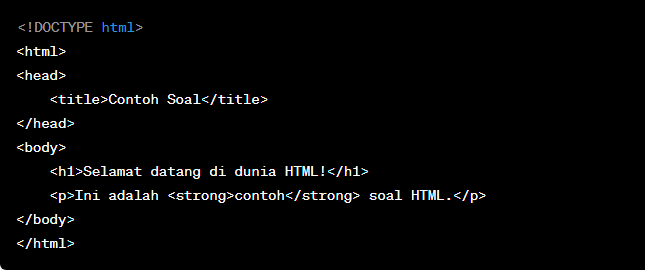 <!DOCTYPE html>
<html>
<head>
    <title>Contoh Soal</title>
</head>
<body>
    <h1>Selamat datang di dunia HTML!</h1>
    <p>Ini adalah <strong>contoh</strong> soal HTML.</p>
</body>
</html>